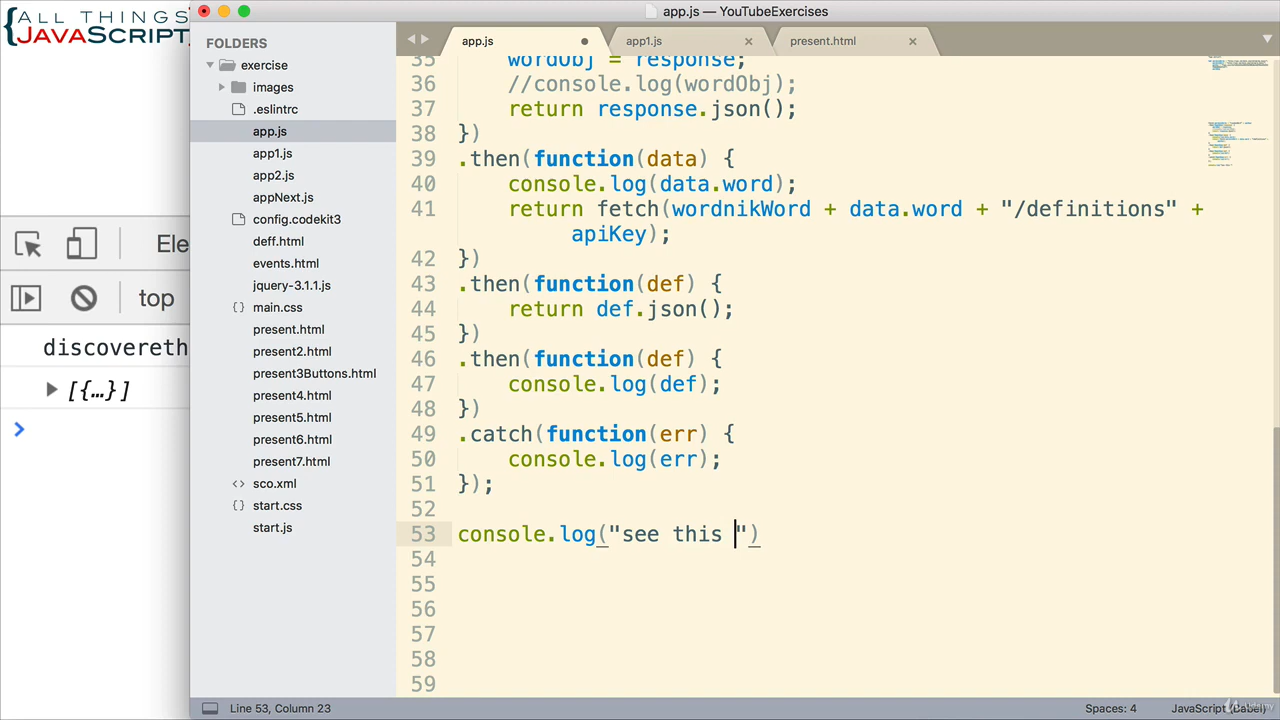 ALL THINGS
JAVASCRIPT
app.js — YouTubeExercises
FOLDERS
exercise
images
.eslintrc
app.js
app1.js
app2.js
appNext.js
config.codekit3
deff.html
events.html
jquery-3.1.1.js
main.css
present.html
present2.html
present3Buttons.html
present4.html
present5.html
present6.html
present7.html
sco.xml
start.css
start.js
Ele
top
discovereth
[{…}]
app.js
app1.js
present.html
35 wordObj = response;
36 //console.log(wordObj);
37 return response.json();
38 })
39 .then(function(data) {
40 console.log(data.word);
41 return fetch(wordnikWord + data.word + "/definitions" +
apiKey);
42 })
43 .then(function(def) {
44 return def.json();
45 })
46 .then(function(def) {
47 console.log(def);
48 })
49 .catch(function(err) {
50 console.log(err);
51 });
52
53 console.log("see this ")
54
55
56
57
58
59
Line 53, Column 23
Spaces: 4
JavaScript (Babel)